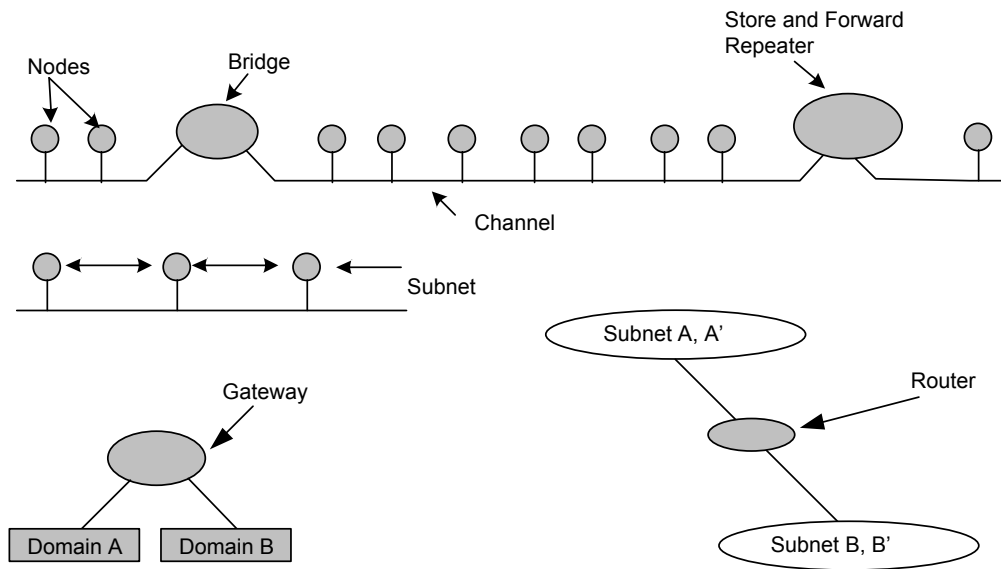 Store and Forward
Repeater
Nodes
Bridge
Channel
Subnet
Subnet A, A’
Gateway
Router
Domain A
Domain B
Subnet B, B’